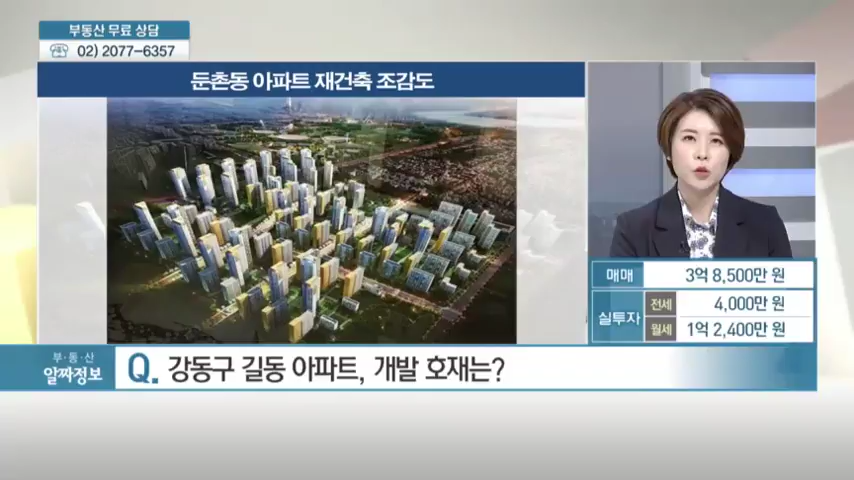 부동산 무료 상담
02) 2077-6357
둔촌동 아파트 재건축 조감도
매매 3억 8,500만 원
실투자 전세 4,000만 원
월세 1억 2,400만 원
부·동·산
알짜정보
Q. 강동구 길동 아파트, 개발 호재는?